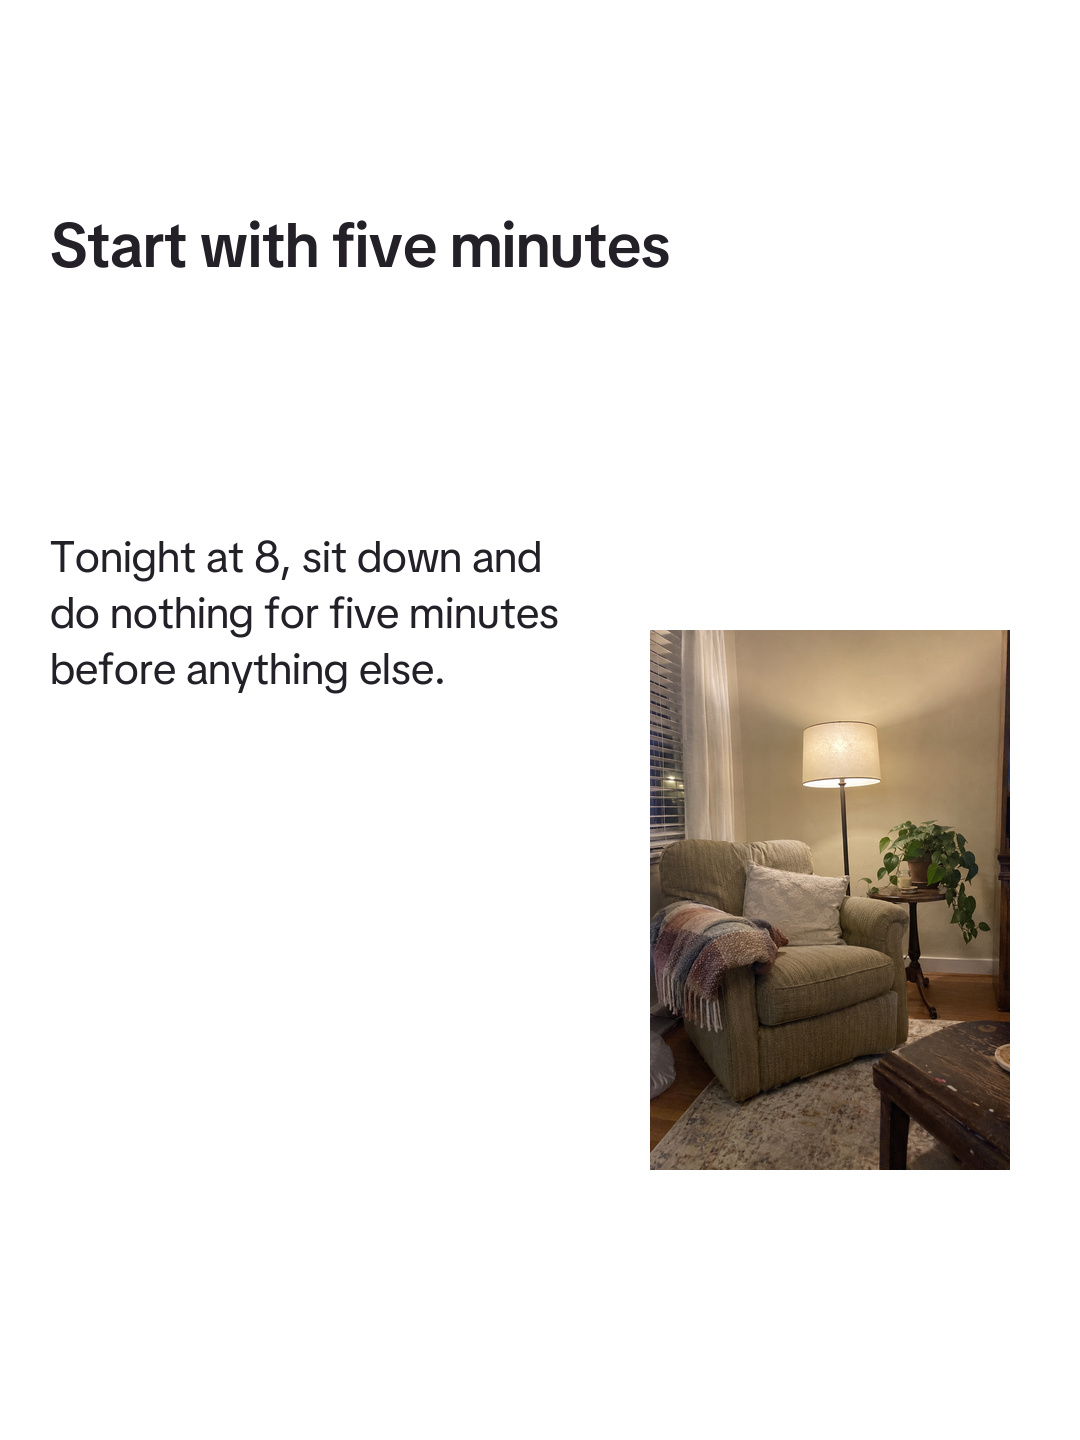 Start with five minutes
Tonight at 8, sit down and
do nothing for five minutes
before anything else.